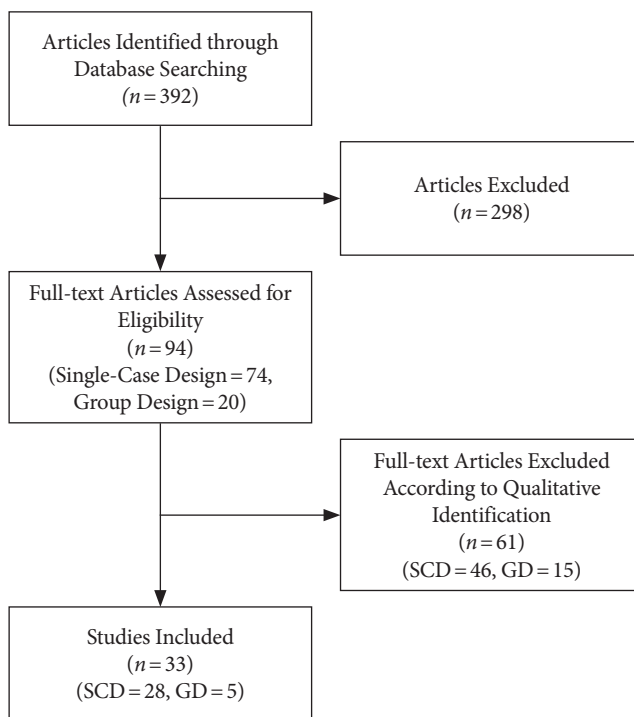 Articles Identified through
Database Searching
(n = 392)
Articles Excluded
(n = 298)
Full-text Articles Assessed for
Eligibility
(n = 94)
(Single-Case Design = 74,
Group Design = 20)
Full-text Articles Excluded
According to Qualitative
Identification
(n = 61)
(SCD = 46, GD = 15)
Studies Included
(n = 33)
(SCD = 28, GD = 5)